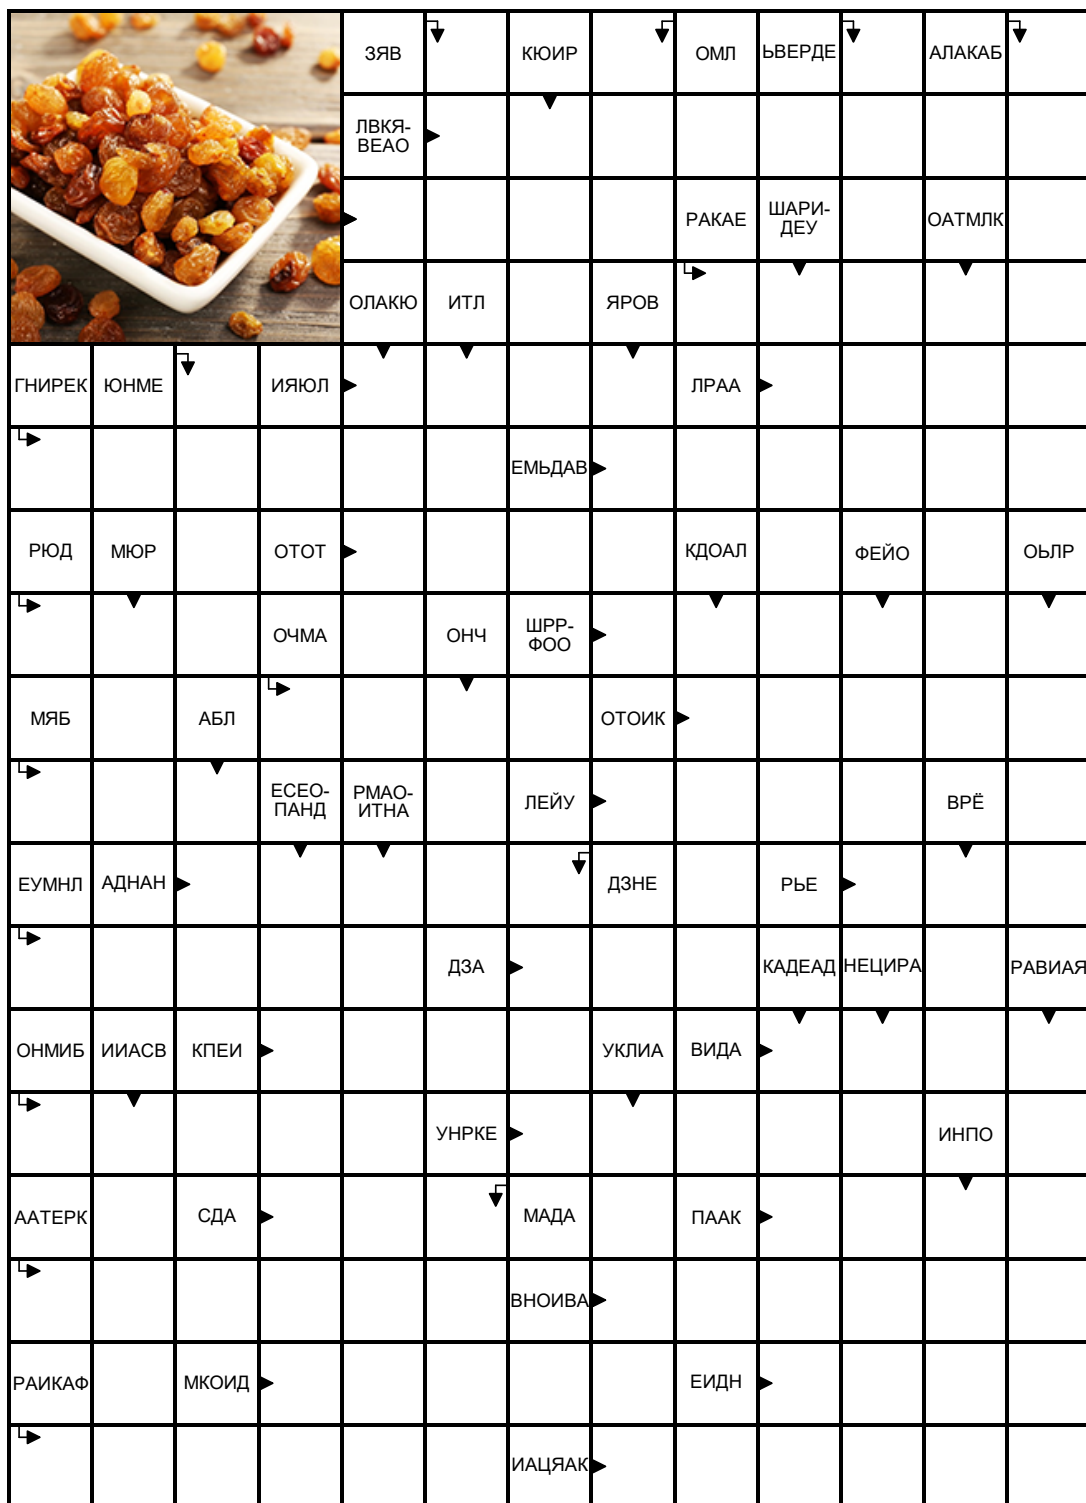 ЗЯВ КЮИР ОМЛ ЬВЕРДЕ АЛАКАБ
ЛВКЯ-
ВЕАО
РАКАЕ ШАРИ-
ДЕУ ОАТМЛК
ОЛАКЮ ИТЛ ЯРОВ
ГНИРЕК ЮНМЕ ИЯЮЛ ЛРАА
ЕМЬДАВ
РЮД МЮР ОТОТ КДОАЛ ФЕЙО ОЬЛР
ОЧМА ОНЧ ШРР-
ФОО
МЯБ АБЛ ОТОИК
ЕСЕО-
ПАНД РМАО-
ИТНА ЛЕЙУ ВРЁ
ЕУМНЛ АДНАН ДЗНЕ РЬЕ
ДЗА КАДЕАД НЕЦИРА РАВИАЯ
ОНМИБ ИИАСВ КПЕИ УКЛИА ВИДА
УНРКЕ ИНПО
ААТЕРК СДА МАДА ПААК
ВНОИВА
РАИКАФ МКОИД ЕИДН
ИАЦЯАК